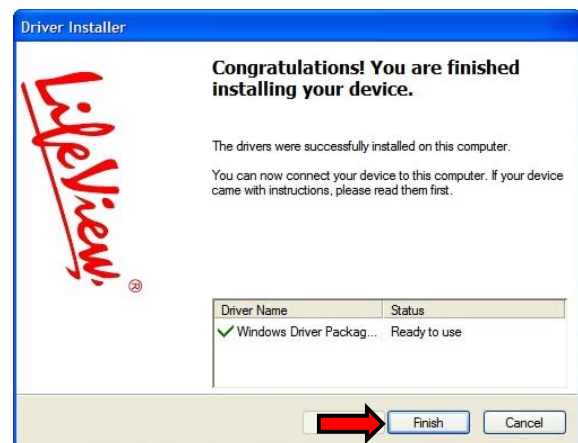 Driver Installer
LifeView®
Congratulations! You are finished
installing your device.
The drivers were successfully installed on this computer.
You can now connect your device to this computer. If your device
came with instructions, please read them first.
Driver Name Status
Windows Driver Packag... Ready to use
Finish Cancel